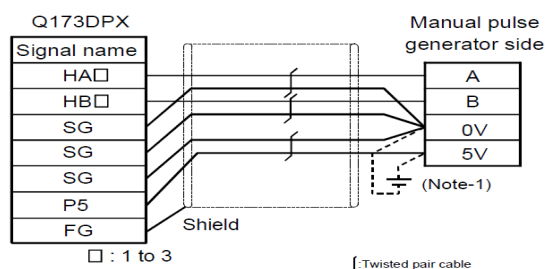 Q173DPX
Manual pulse
generator side
Signal name
HA□
A
HB□
B
SG
0V
SG
5V
SG
(Note-1)
P5
FG
Shield
□ : 1 to 3
:Twisted pair cable